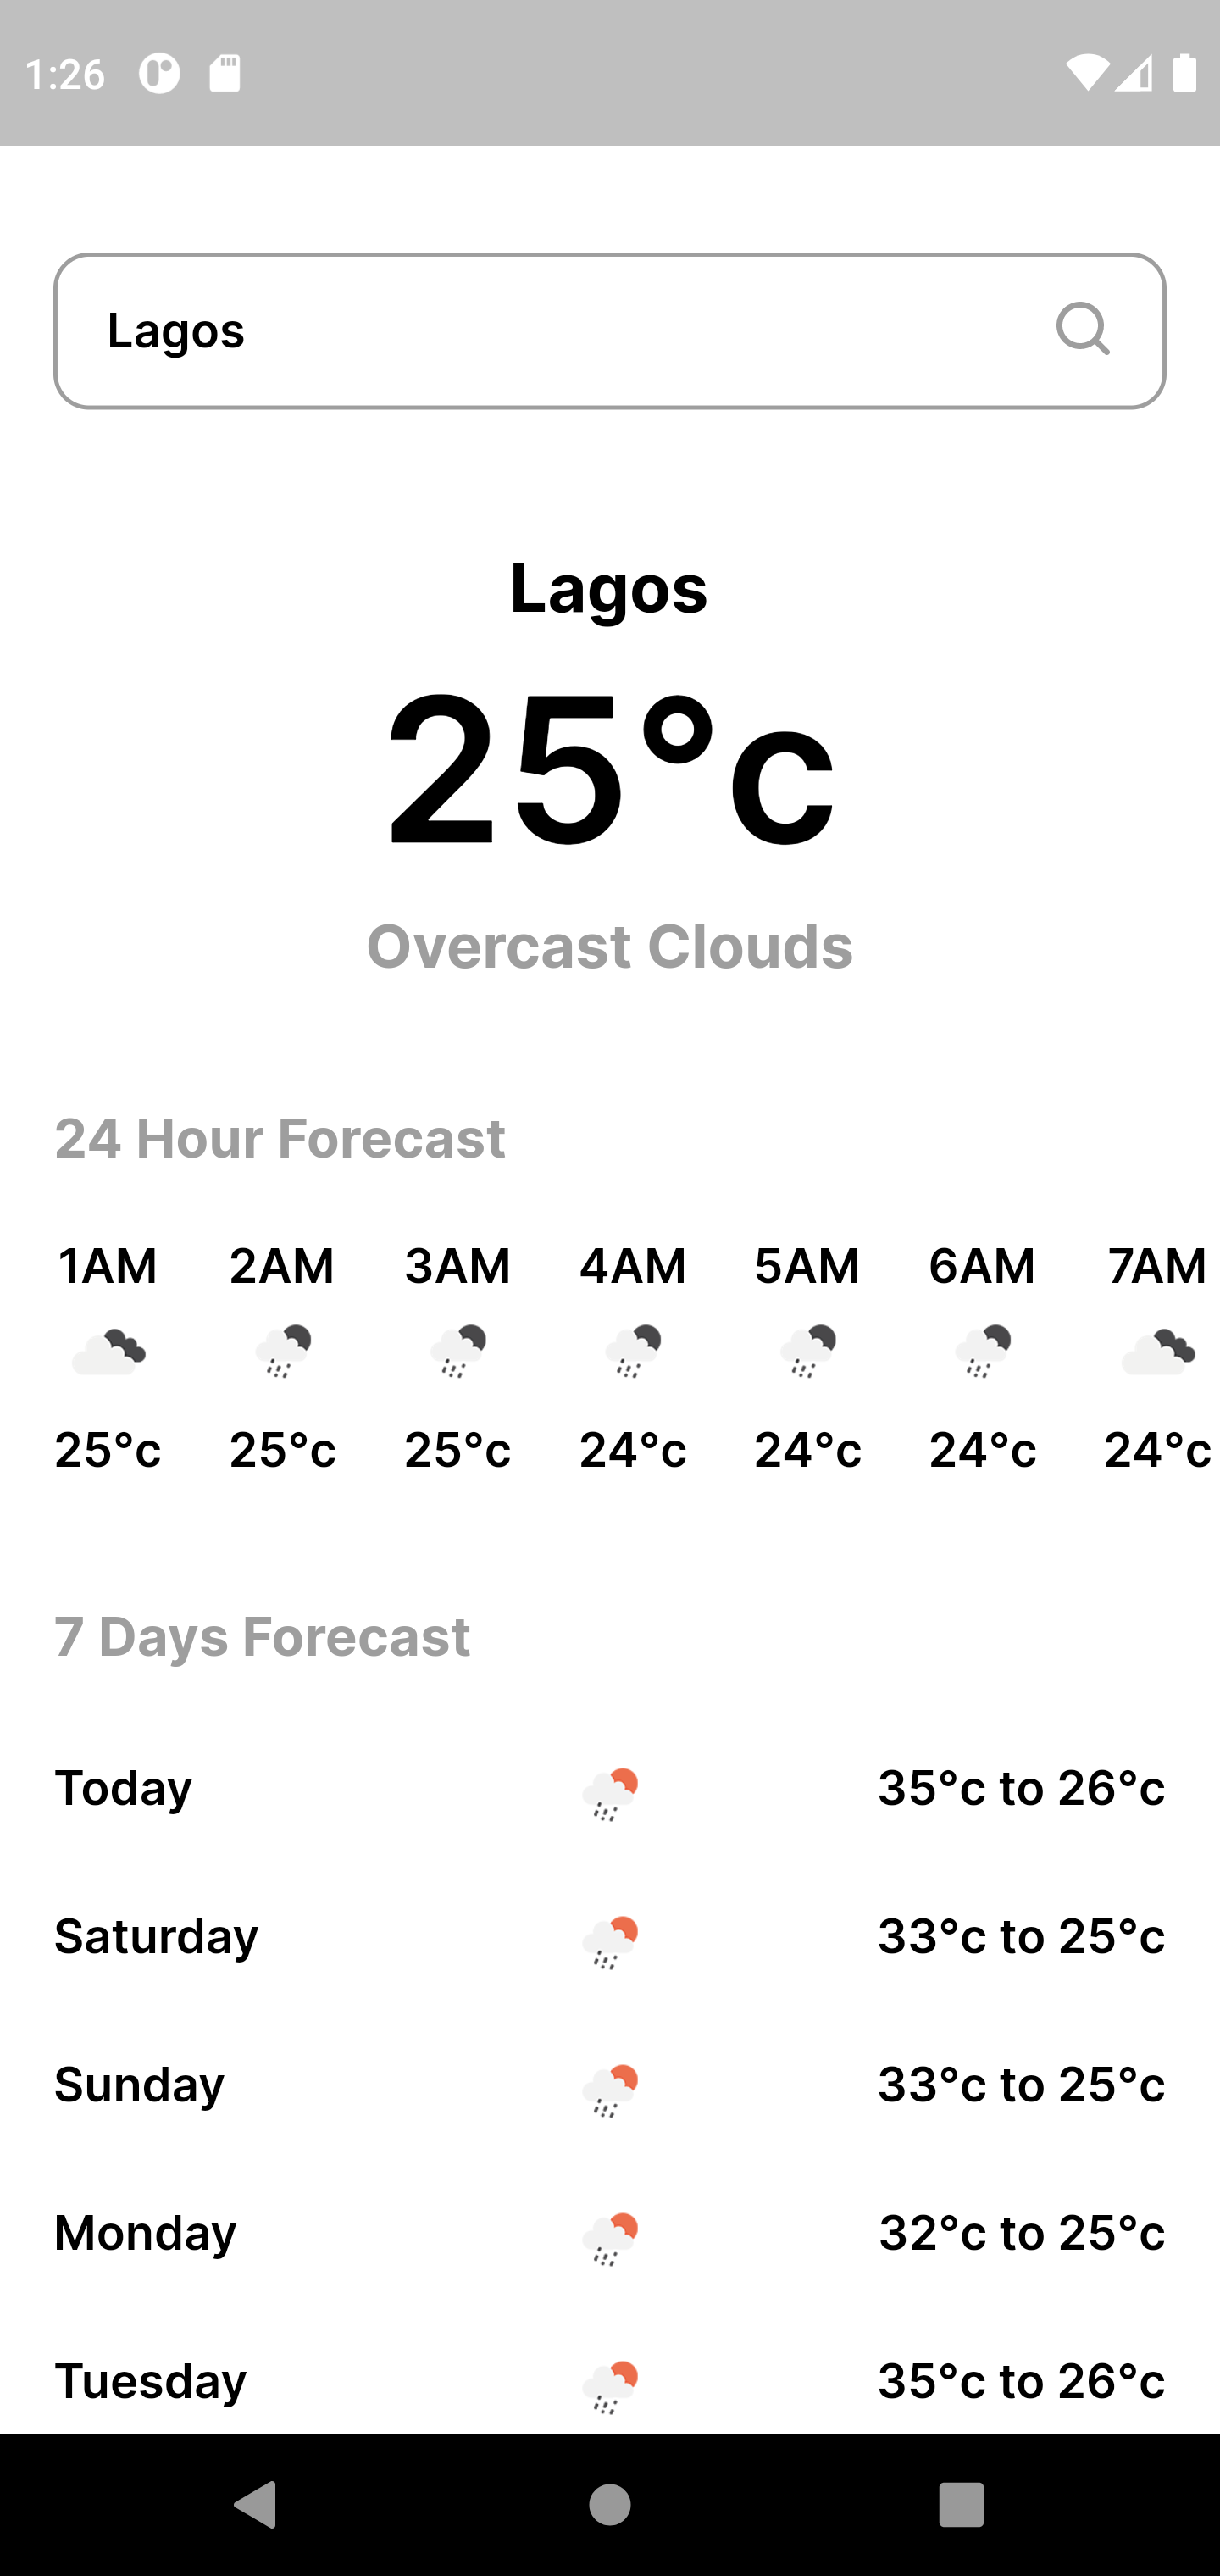 1:26
Lagos
Lagos
25°c
Overcast Clouds
24 Hour Forecast
1AM 2AM 3AM 4AM 5AM 6AM 7AM
25°c 25°c 25°c 24°c 24°c 24°c 24°c
7 Days Forecast
Today 35°c to 26°c
Saturday 33°c to 25°c
Sunday 33°c to 25°c
Monday 32°c to 25°c
Tuesday 35°c to 26°c